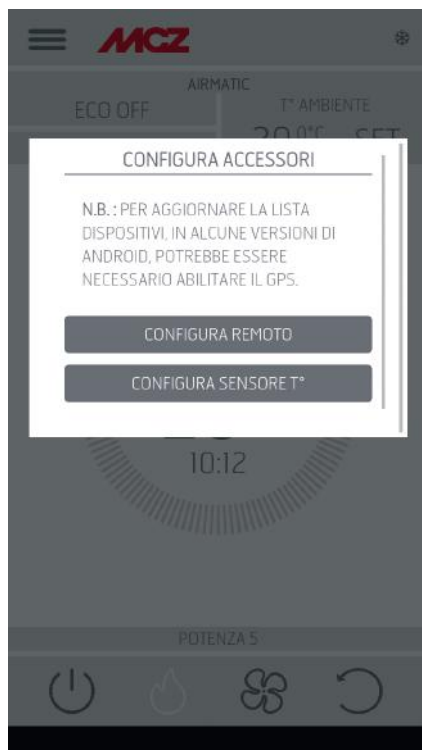 MCZ
AIRMATIC
ECO OFF
T° AMBIENTE
SET
CONFIGURA ACCESSORI
N.B. : PER AGGIORNARE LA LISTA
DISPOSITIVI, IN ALCUNE VERSIONI DI
ANDROID, POTREBBE ESSERE
NECESSARIO ABILITARE IL GPS.
CONFIGURA REMOTO
CONFIGURA SENSORE T°
10:12
POTENZA 5